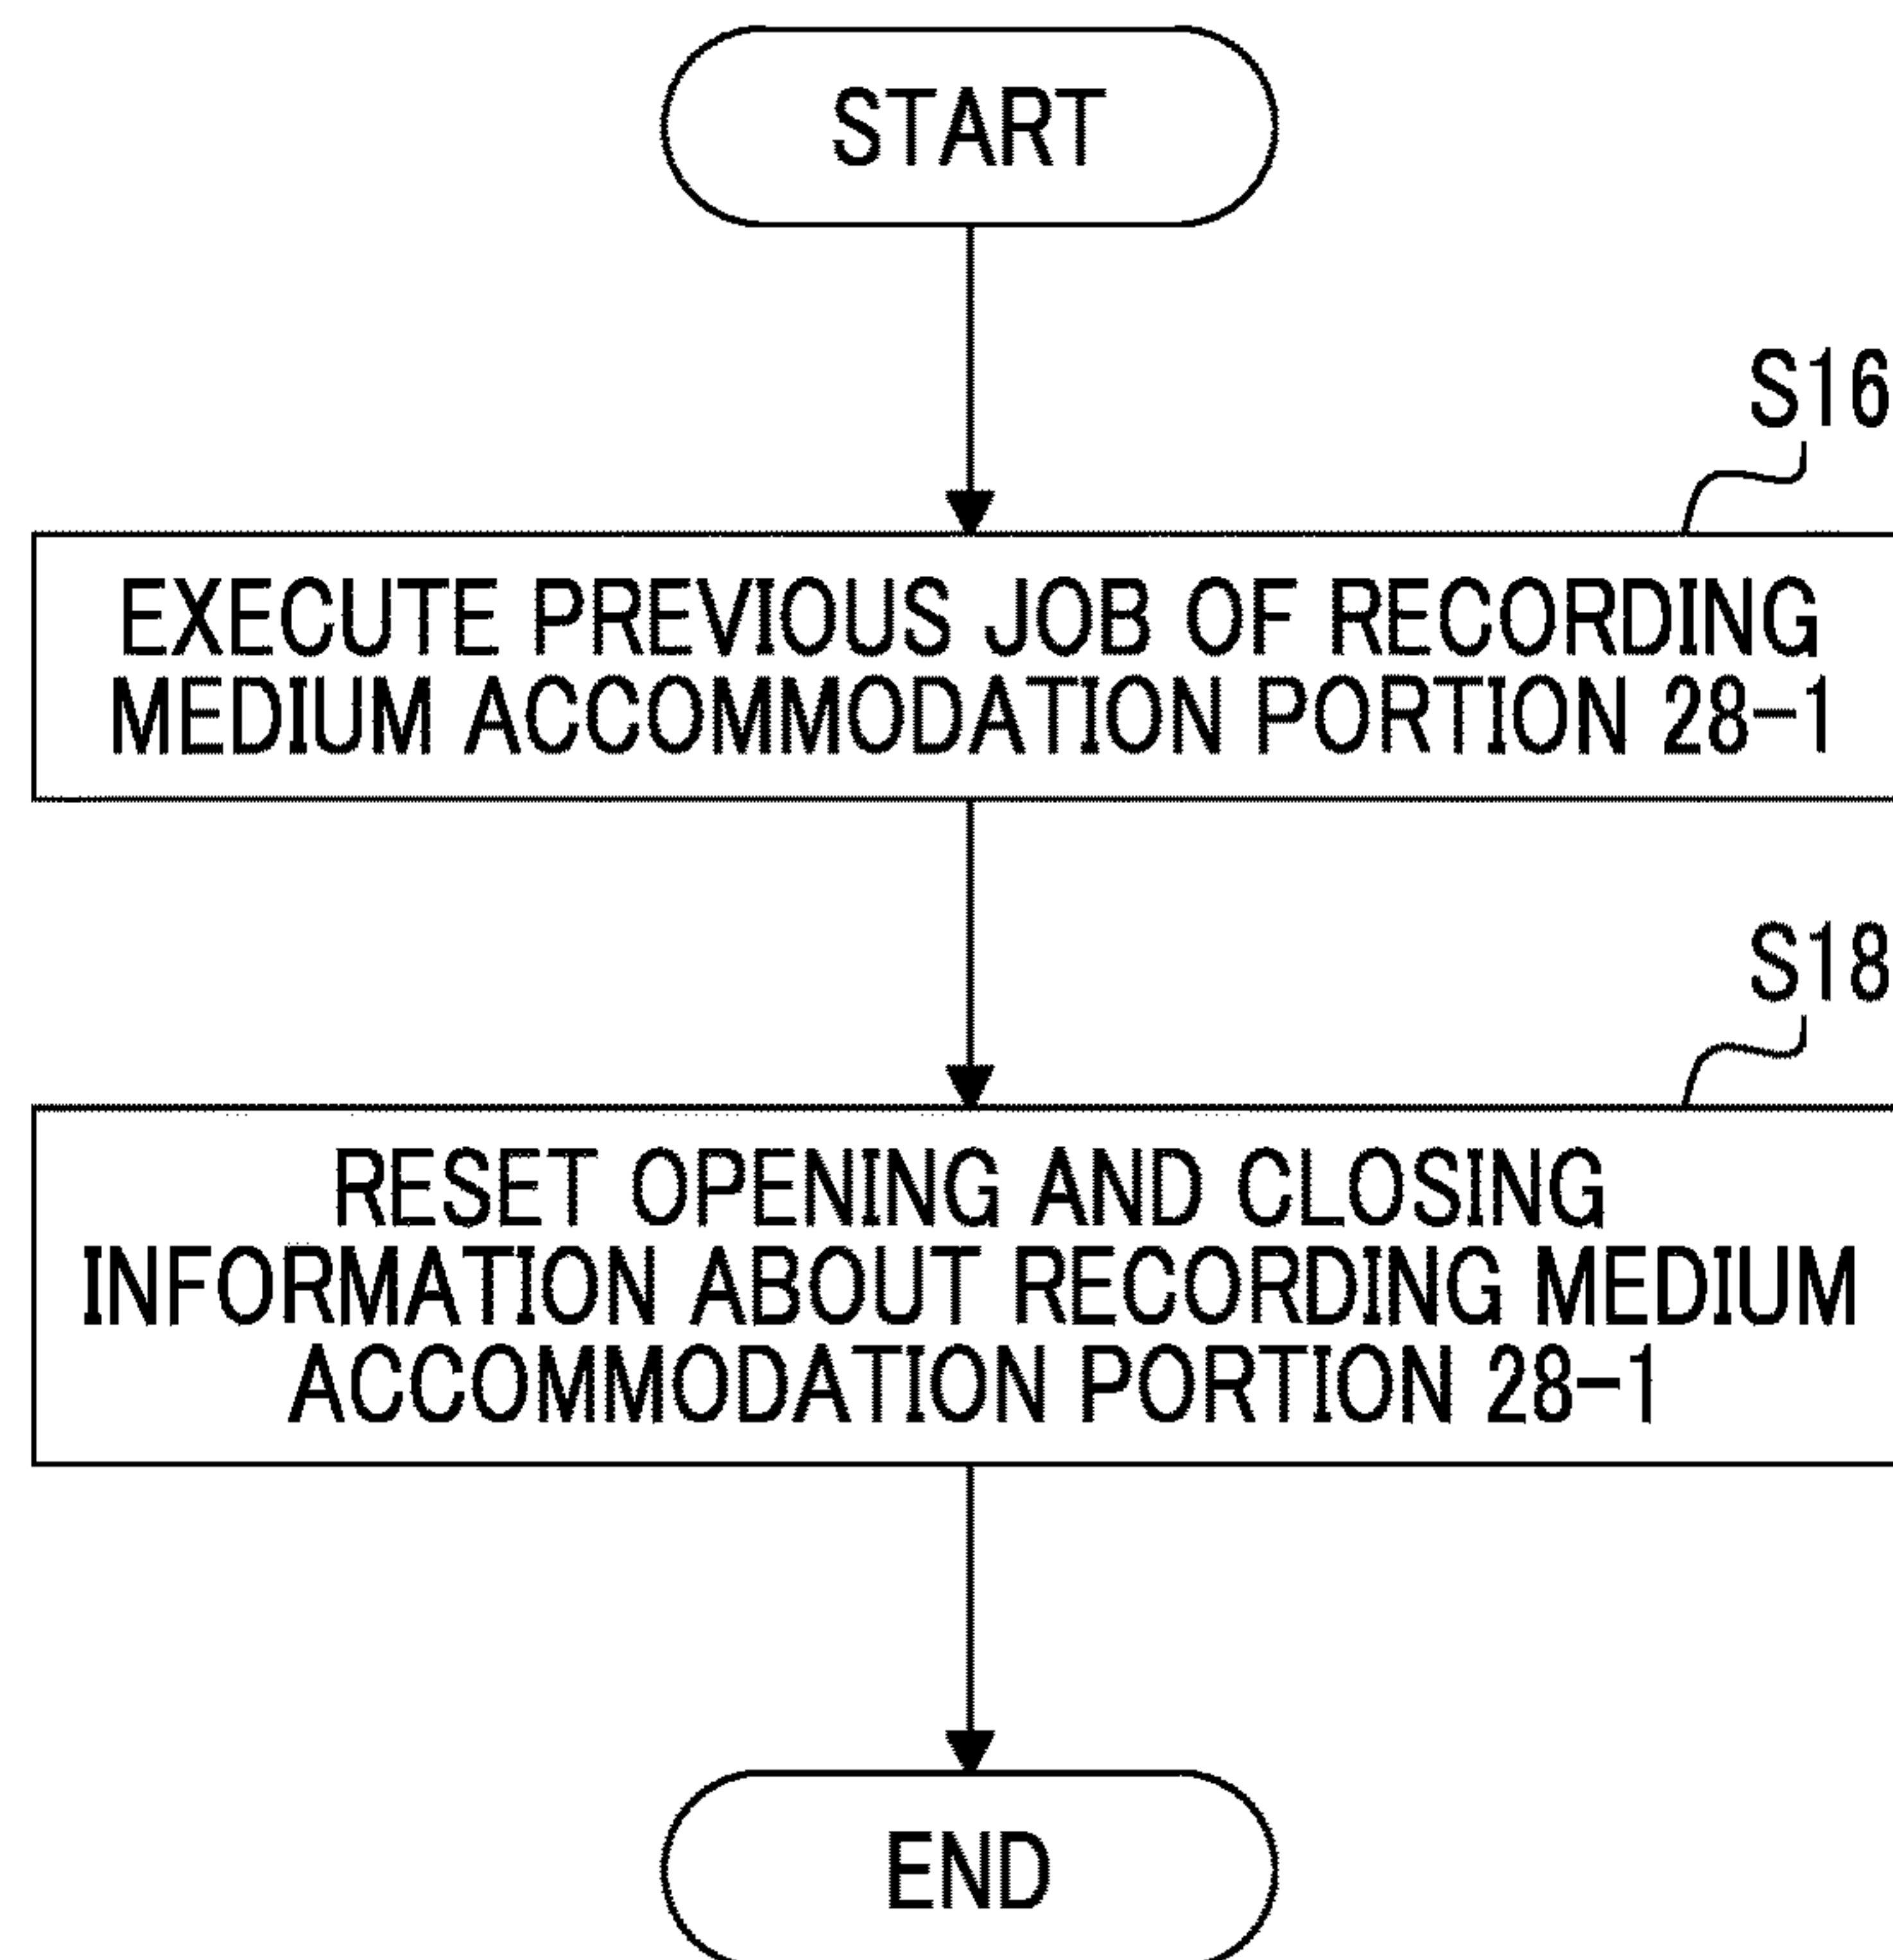 START
S16
EXECUTE PREVIOUS JOB OF RECORDING
MEDIUM ACCOMMODATION PORTION 28-1
S18
RESET OPENING AND CLOSING
INFORMATION ABOUT RECORDING MEDIUM
ACCOMMODATION PORTION 28-1
END